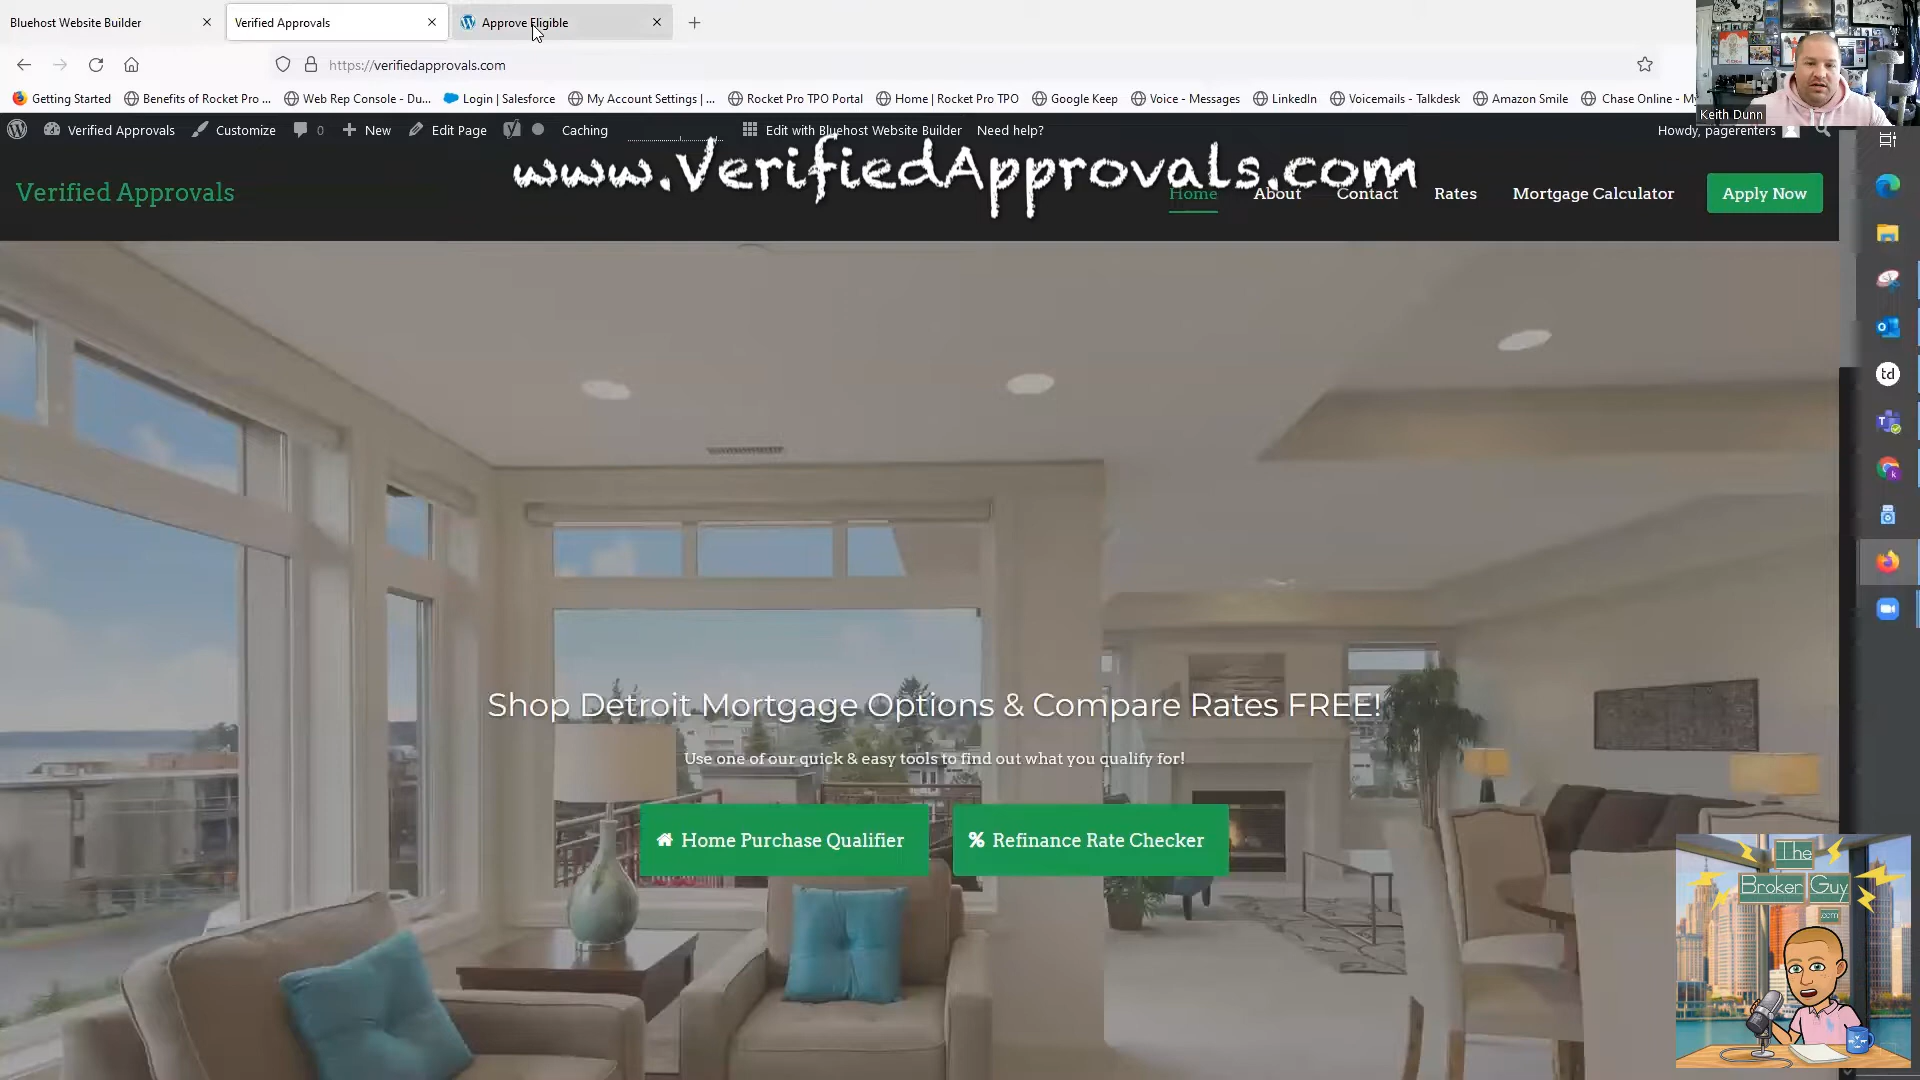 Bluehost Website Builder
Verified Approvals
Approve Eligible
https://verifiedapprovals.com
Getting Started
Benefits of Rocket Pro ...
Web Rep Console - Du...
Login | Salesforce
My Account Settings | ...
Rocket Pro TPO Portal
Home | Rocket Pro TPO
Google Keep
Voice - Messages
LinkedIn
Voicemails - Talkdesk
Amazon Smile
Chase Online - M
Keith Dunn
Verified Approvals
Customize
0
New
Edit Page
Caching
Edit with Bluehost Website Builder
Need help?
Howdy, pagerenters
www.VerifiedApprovals.com
Verified Approvals
Home
About
Contact
Rates
Mortgage Calculator
Apply Now
td
Shop Detroit Mortgage Options & Compare Rates FREE!
Use one of our quick & easy tools to find out what you qualify for!
Home Purchase Qualifier
Refinance Rate Checker
The
Broker Guy
.com